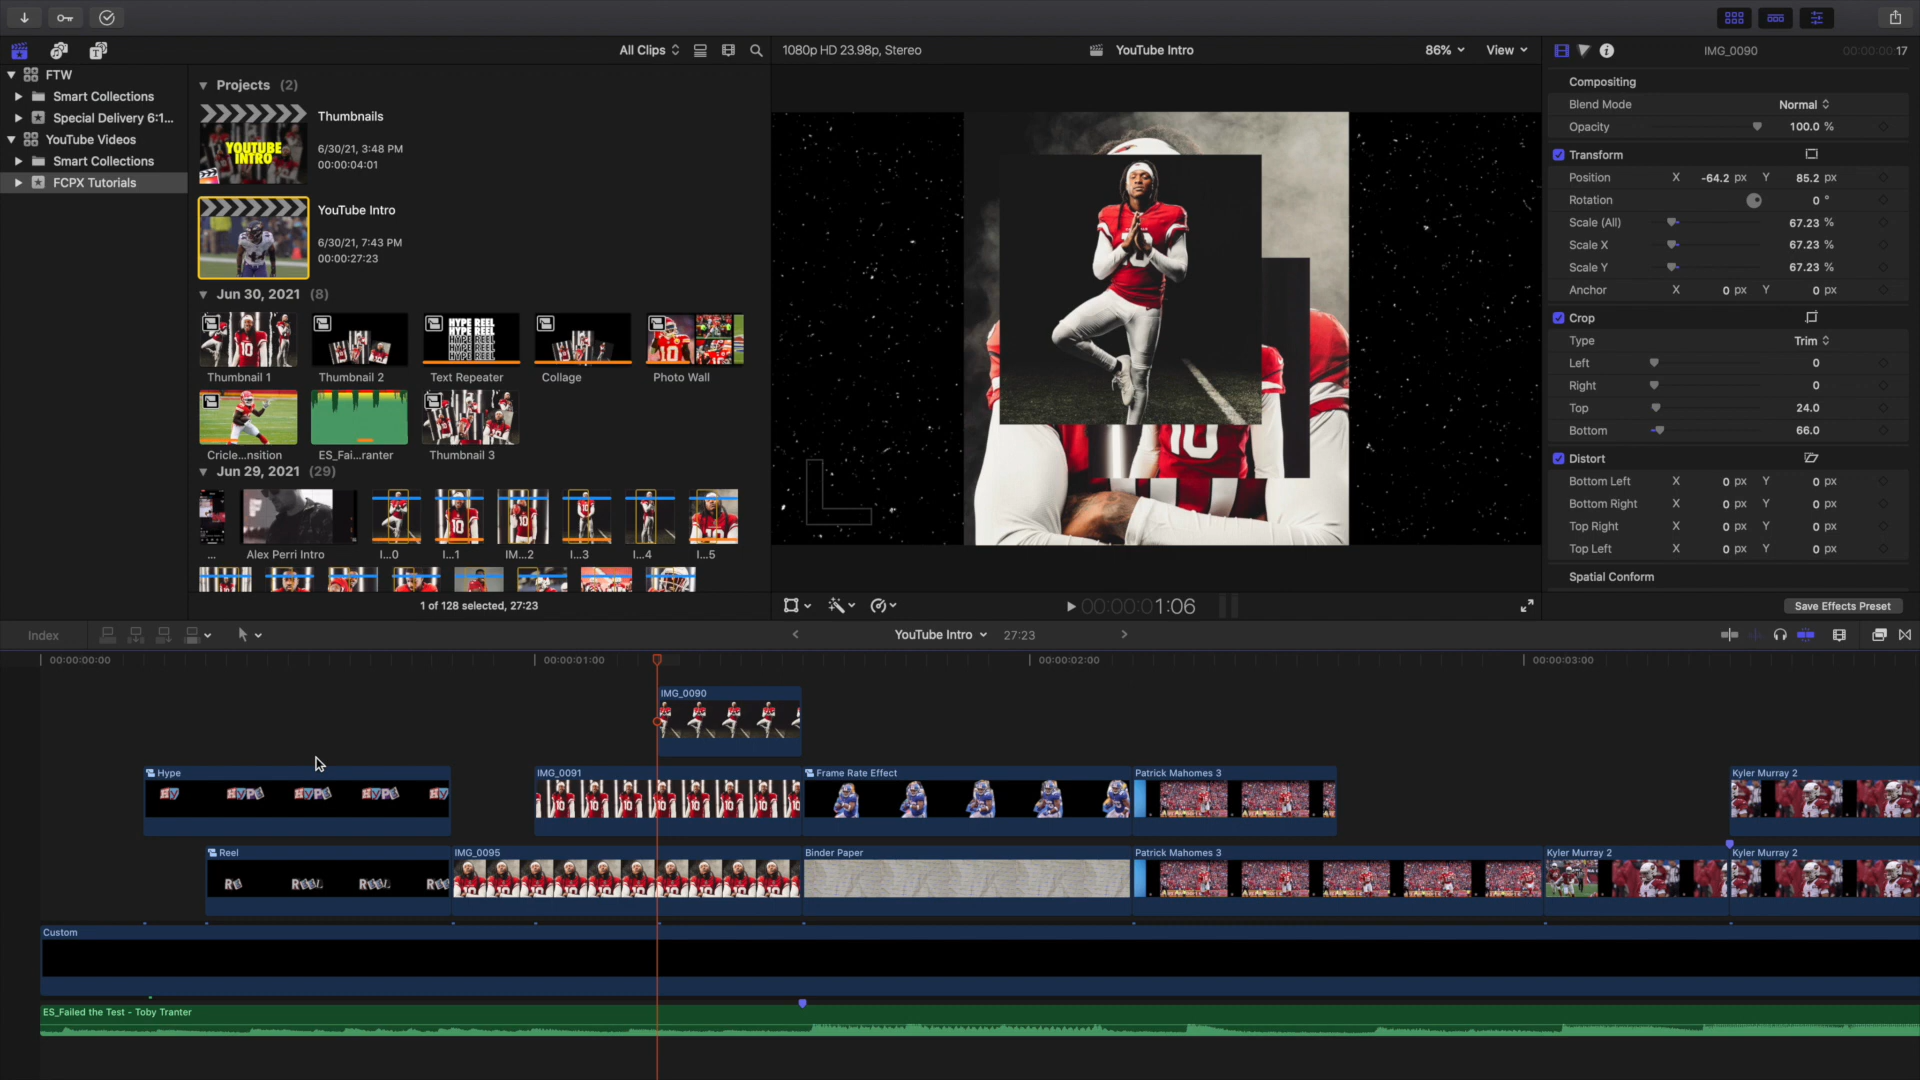 All Clips
1080p HD 23.98p, Stereo
YouTube Intro
86%
View
IMG_0090
00:00:00:17
FTW
Smart Collections
Special Delivery 6:1...
YouTube Videos
Smart Collections
FCPX Tutorials
Projects (2)
YOUTUBE
INTRO
Thumbnails
6/30/21, 3:48 PM
00:00:04:01
YouTube Intro
6/30/21, 7:43 PM
00:00:27:23
Jun 30, 2021 (8)
HYPE REEL
HYPE REEL
Thumbnail 1
Thumbnail 2
Text Repeater
Collage
Photo Wall
Cricle...nsition
ES_Fai...ranter
Thumbnail 3
Jun 29, 2021 (29)
...
Alex Perri Intro
I...0
I...1
IM...2
I...3
I...4
I...5
1 of 128 selected, 27:23
10
Compositing
Blend Mode Normal
Opacity 100.0 %
Transform
Position X -64.2 px Y 85.2 px
Rotation 0 °
Scale (All) 67.23 %
Scale X 67.23 %
Scale Y 67.23 %
Anchor X 0 px Y 0 px
Crop
Type Trim
Left 0
Right 0
Top 24.0
Bottom 66.0
Distort
Bottom Left X 0 px Y 0 px
Bottom Right X 0 px Y 0 px
Top Right X 0 px Y 0 px
Top Left X 0 px Y 0 px
Spatial Conform
Save Effects Preset
00:00:01:06
Index
YouTube Intro
27:23
00:00:00:00
00:00:01:00
00:00:02:00
00:00:03:00
IMG_0090
Hype
IMG_0091
Frame Rate Effect
Patrick Mahomes 3
Kyler Murray 2
HYPE HYPE HYPE
Reel
IMG_0095
Binder Paper
Patrick Mahomes 3
Kyler Murray 2
Kyler Murray 2
Custom
ES_Failed the Test - Toby Tranter